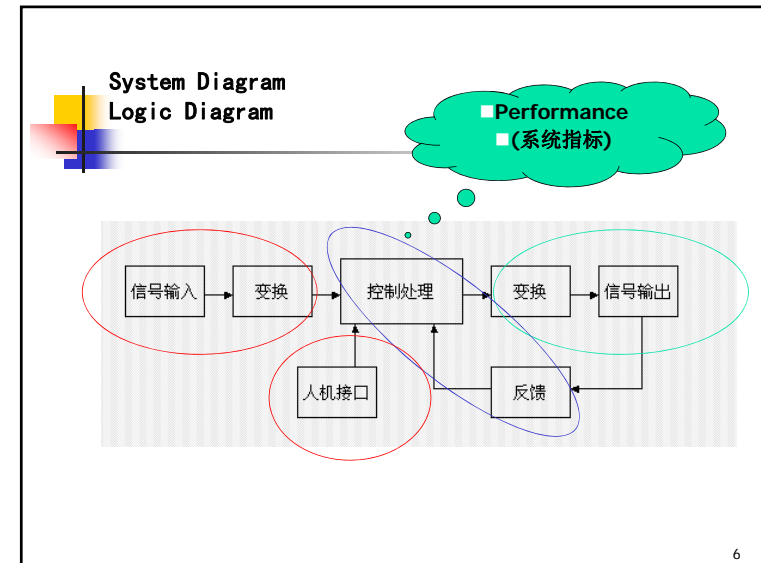 System Diagram
Logic Diagram
Performance
(系统指标)
信号输入
变换
控制处理
变换
信号输出
人机接口
反馈
6